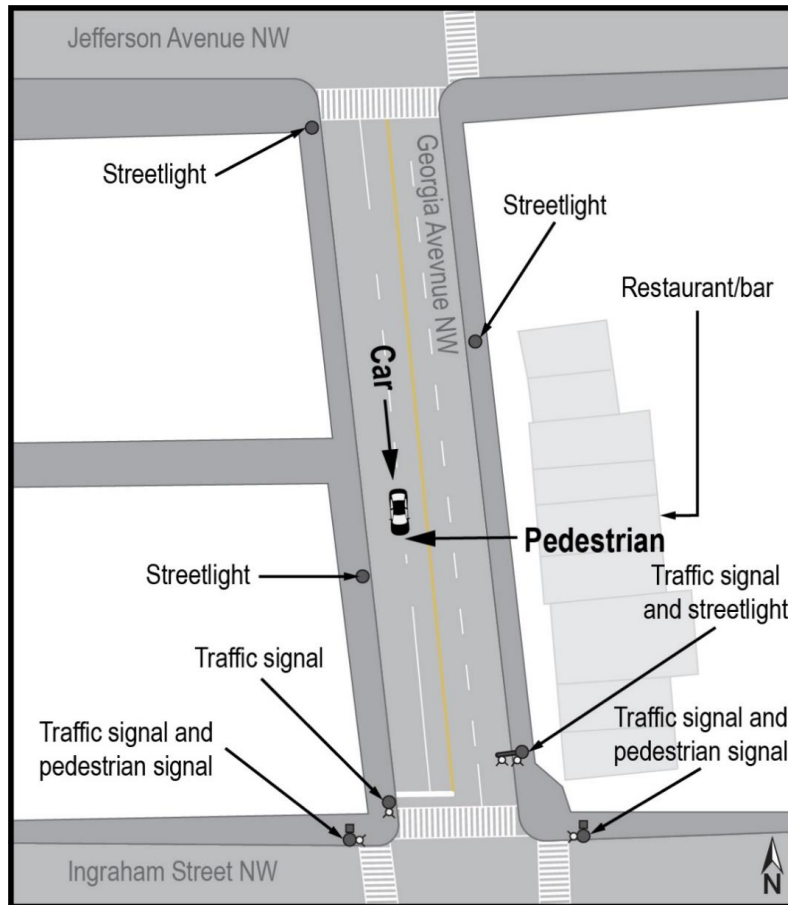 Jefferson Avenue NW
Streetlight
Georgia Avevnue NW
Streetlight
Restaurant/bar
Car
Pedestrian
Streetlight
Traffic signal
and streetlight
Traffic signal
Traffic signal and
pedestrian signal
Traffic signal and
pedestrian signal
Ingraham Street NW
N